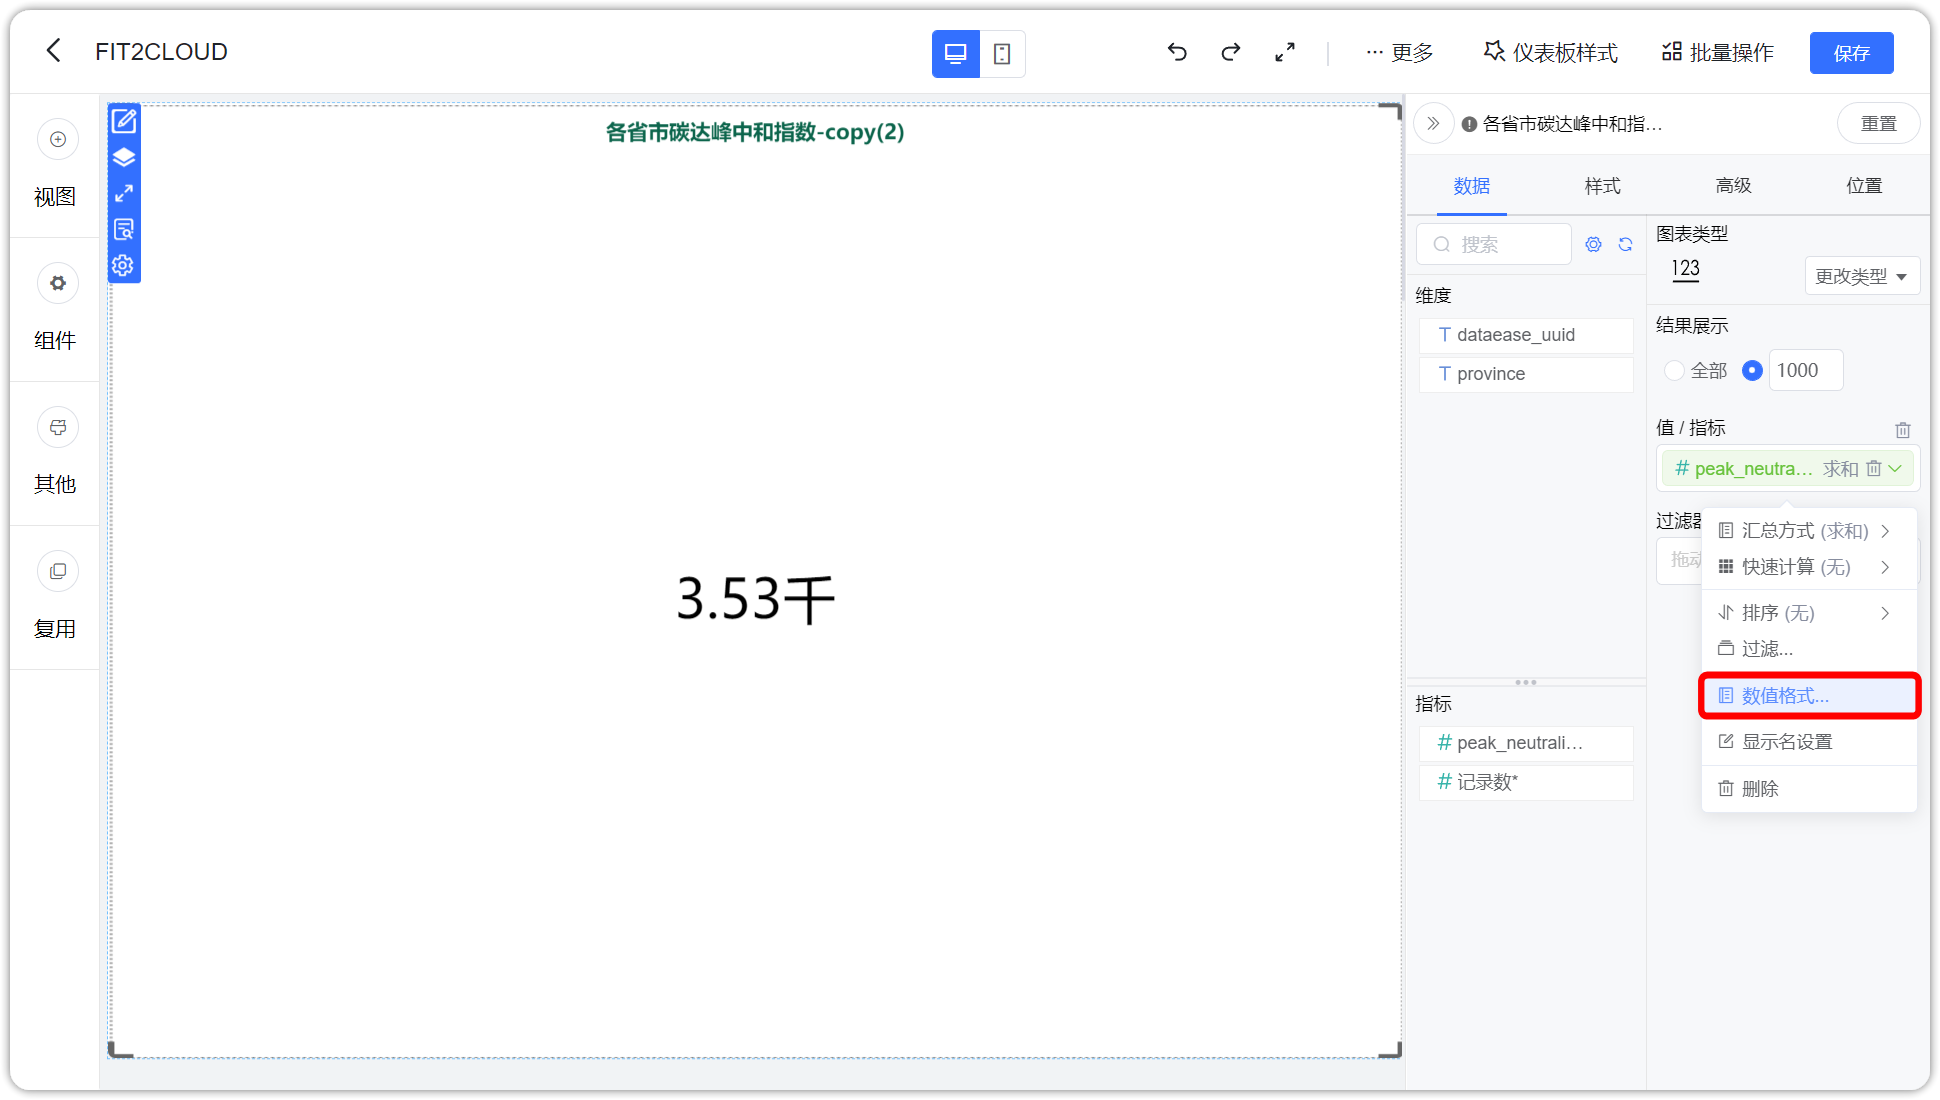 FIT2CLOUD
更多
仪表板样式
批量操作
保存
视图
组件
其他
复用
各省市碳达峰中和指数-copy(2)
3.53千
各省市碳达峰中和指...
重置
数据
样式
高级
位置
搜索
维度
T dataease_uuid
T province
指标
# peak_neutrali...
# 记录数*
图表类型
123
更改类型
结果展示
全部
1000
值 / 指标
# peak_neutra... 求和
过滤器
拖动
汇总方式 (求和)
快速计算 (无)
排序 (无)
过滤...
数值格式...
显示名设置
删除